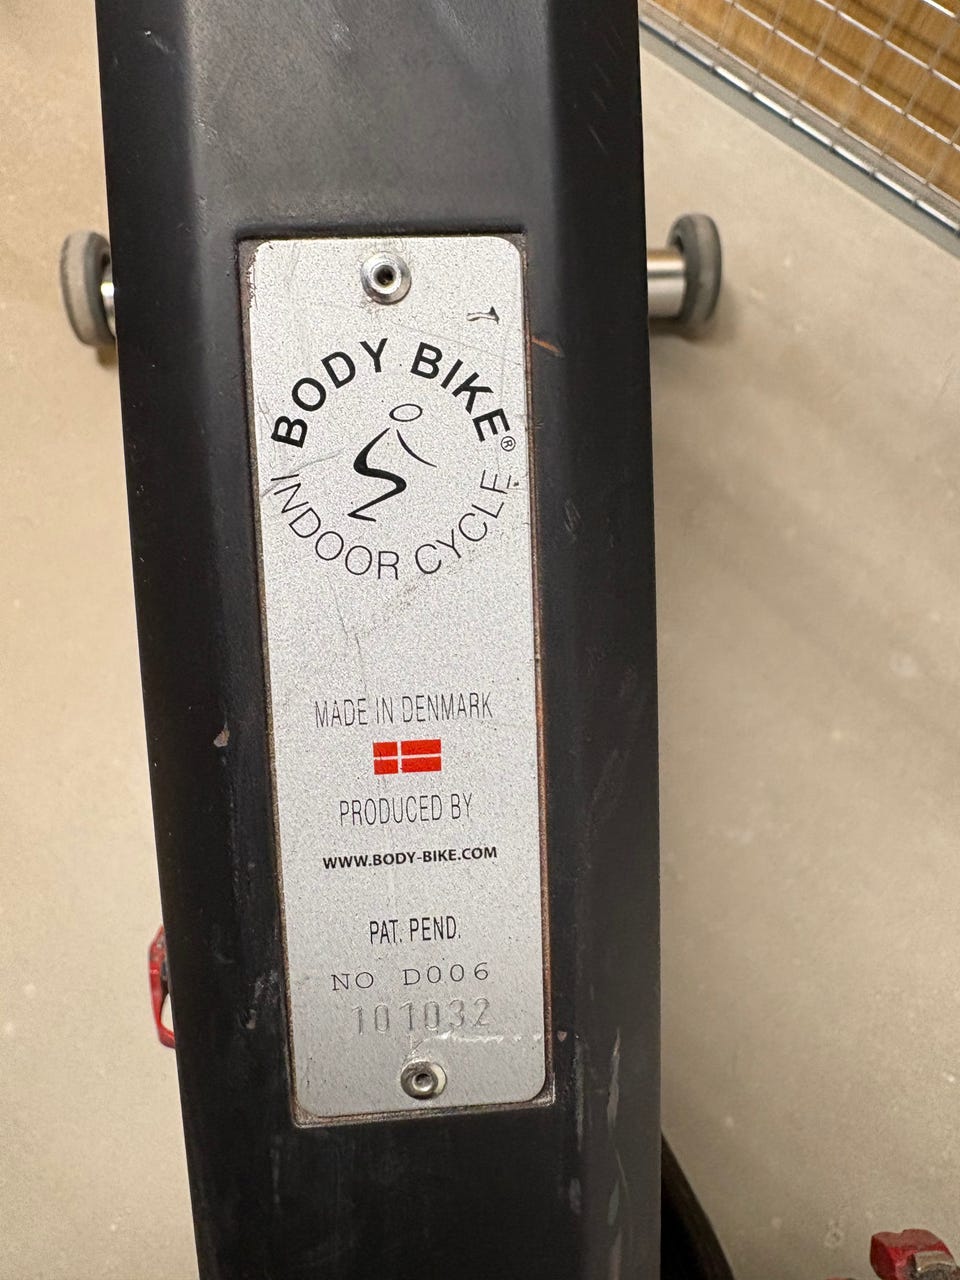 BODY BIKE®
INDOOR CYCLE
MADE IN DENMARK
PRODUCED BY
WWW.BODY-BIKE.COM
PAT. PEND.
NO D006
101032